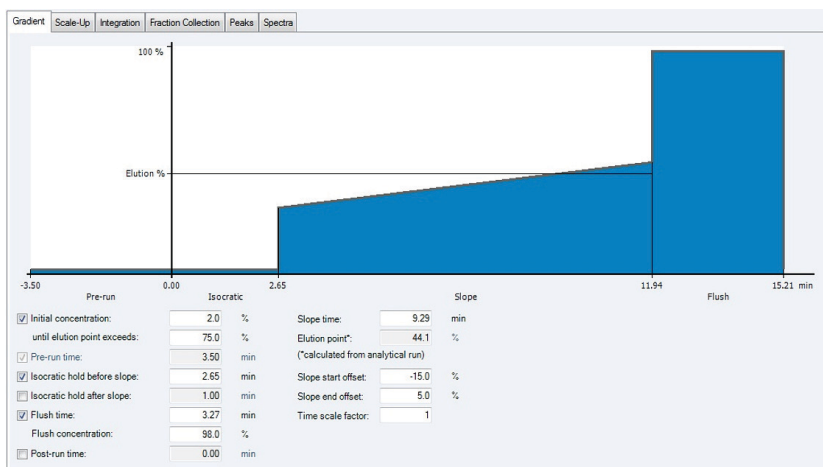 Gradient Scale-Up Integration Fraction Collection Peaks Spectra
100 %
Elution %
-3.50 0.00 2.65 11.94 15.21 min
Pre-run Isocratic Slope Flush
Initial concentration: 2.0 % Slope time: 9.29 min
until elution point exceeds: 75.0 % Elution point*: 44.1 %
Pre-run time: 3.50 min (*calculated from analytical run)
Isocratic hold before slope: 2.65 min Slope start offset: -15.0 %
Isocratic hold after slope: 1.00 min Slope end offset: 5.0 %
Flush time: 3.27 min Time scale factor: 1
Flush concentration: 98.0 %
Post-run time: 0.00 min